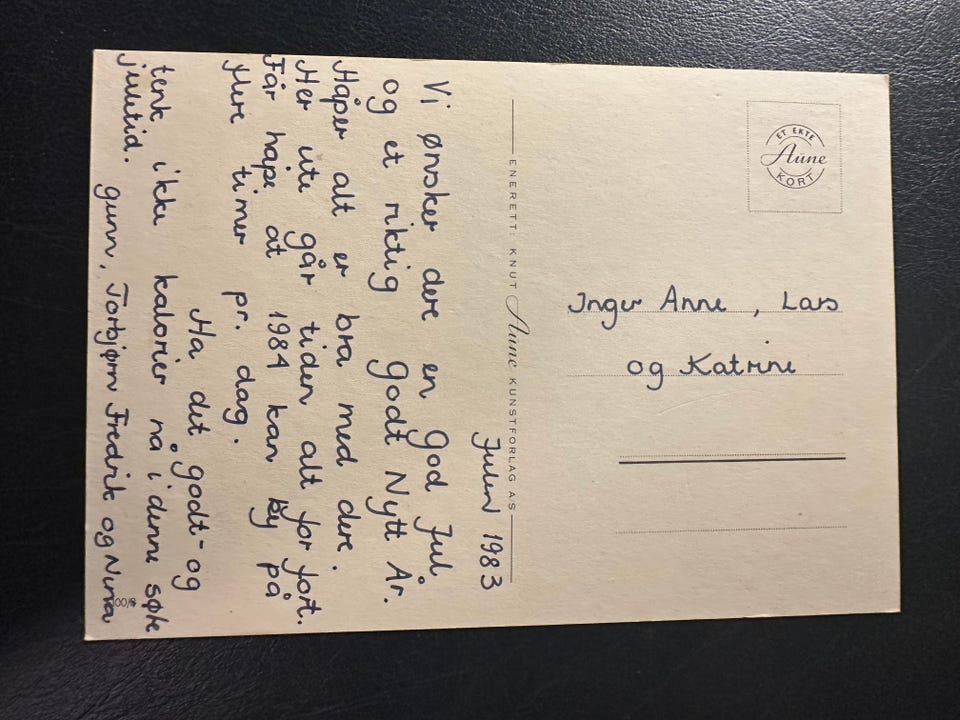 Julen 1983
Vi ønsker dere en god Jul
og et riktig godt Nytt År.
Håper alt er bra med dere.
Her ute går tiden alt for fort.
Får håpe at 1984 kan by på
flere timer pr. dag.
Ha det godt - og
tenk ikke kalorier nå i denne søte
juletid.
Gunn, Torbjørn Fredrik og Nina
ENERETT: KNUT Aune KUNSTFORLAG AS
ET EKTE
Aune
KORT
Inger Anne, Lars
og Katrine